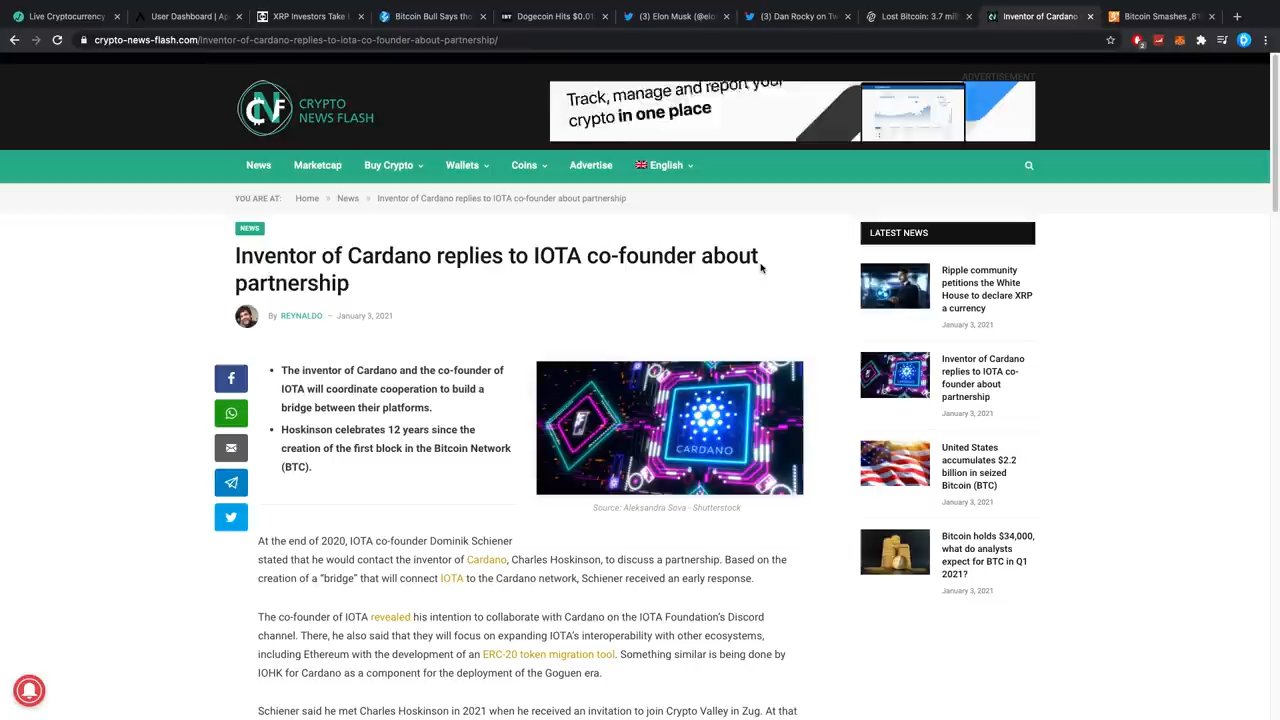 Live Cryptocurrency
User Dashboard | Ap
XRP Investors Take
Bitcoin Bull Says tho
Dogecoin Hits $0.01
(3) Elon Musk (@elo
(3) Dan Rocky on Tw
Lost Bitcoin: 3.7 mil
Inventor of Cardano
Bitcoin Smashes ,81
crypto-news-flash.com/inventor-of-cardano-replies-to-iota-co-founder-about-partnership/
ADVERTISEMENT
CRYPTO
NEWS FLASH
Track, manage and report your
crypto in one place
News Marketcap Buy Crypto Wallets Coins Advertise English
YOU ARE AT: Home » News » Inventor of Cardano replies to IOTA co-founder about partnership
NEWS
Inventor of Cardano replies to IOTA co-founder about
partnership
By REYNALDO – January 3, 2021
• The inventor of Cardano and the co-founder of
IOTA will coordinate cooperation to build a
bridge between their platforms.
• Hoskinson celebrates 12 years since the
creation of the first block in the Bitcoin Network
(BTC).
CARDANO
Source: Aleksandra Sova - Shutterstock
At the end of 2020, IOTA co-founder Dominik Schiener
stated that he would contact the inventor of Cardano, Charles Hoskinson, to discuss a partnership. Based on the
creation of a “bridge” that will connect IOTA to the Cardano network, Schiener received an early response.
The co-founder of IOTA revealed his intention to collaborate with Cardano on the IOTA Foundation’s Discord
channel. There, he also said that they will focus on expanding IOTA’s interoperability with other ecosystems,
including Ethereum with the development of an ERC-20 token migration tool. Something similar is being done by
IOHK for Cardano as a component for the deployment of the Goguen era.
Schiener said he met Charles Hoskinson in 2021 when he received an invitation to join Crypto Valley in Zug. At that
LATEST NEWS
Ripple community
petitions the White
House to declare XRP
a currency
January 3, 2021
Inventor of Cardano
replies to IOTA co-
founder about
partnership
January 3, 2021
United States
accumulates $2.2
billion in seized
Bitcoin (BTC)
January 3, 2021
Bitcoin holds $34,000,
what do analysts
expect for BTC in Q1
2021?
January 3, 2021